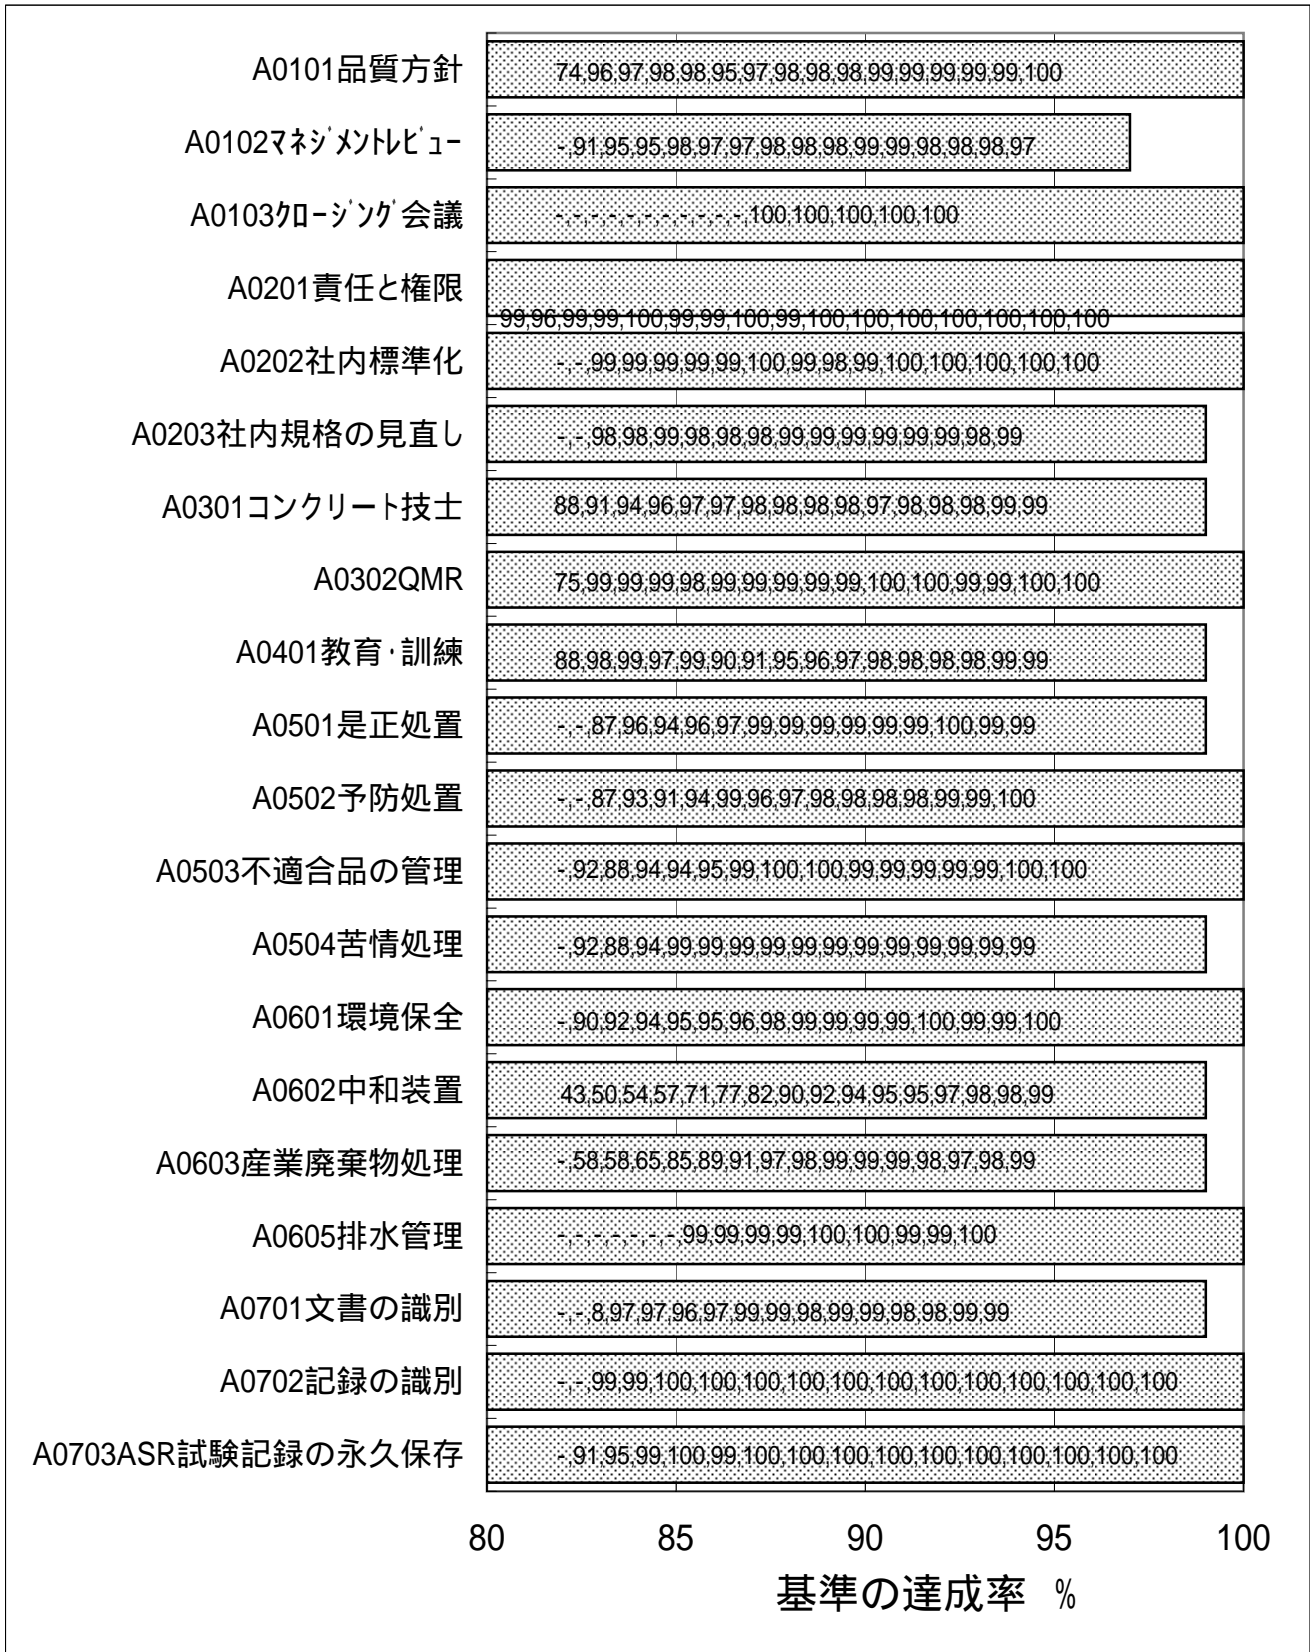 A0101品質方針 74,96,97,98,98,95,97,98,98,98,99,99,99,99,99,100
A0102ﾏﾈｼﾞﾒﾝﾄﾚﾋﾞｭｰ -,91,95,95,98,97,97,98,98,98,99,99,98,98,98,97
A0103ｸﾛｰｼﾞﾝｸﾞ会議 -,-,-,-,-,-,-,-,-,-,-,100,100,100,100,100
A0201責任と権限 99,96,99,99,100,99,99,100,99,100,100,100,100,100,100,100
A0202社内標準化 -,-,99,99,99,99,99,100,99,98,99,100,100,100,100,100
A0203社内規格の見直し -,-,98,98,99,98,98,98,99,99,99,99,99,99,98,99
A0301コンクリート技士 88,91,94,96,97,97,98,98,98,98,97,98,98,98,99,99
A0302QMR 75,99,99,99,98,99,99,99,99,99,100,100,99,99,100,100
A0401教育・訓練 88,98,99,97,99,90,91,95,96,97,98,98,98,98,99,99
A0501是正処置 -,-,87,96,94,96,97,99,99,99,99,99,99,100,99,99
A0502予防処置 -,-,87,93,91,94,99,96,97,98,98,98,98,99,99,100
A0503不適合品の管理 -,92,88,94,94,95,99,100,100,99,99,99,99,99,100,100
A0504苦情処理 -,92,88,94,99,99,99,99,99,99,99,99,99,99,99,99
A0601環境保全 -,90,92,94,95,95,96,98,99,99,99,99,100,99,99,100
A0602中和装置 43,50,54,57,71,77,82,90,92,94,95,95,97,98,98,99
A0603産業廃棄物処理 -,58,58,65,85,89,91,97,98,99,99,99,98,97,98,99
A0605排水管理 -,-,-,-,-,-,-,99,99,99,99,100,100,99,99,100
A0701文書の識別 -,-,8,97,97,96,97,99,99,98,99,99,98,98,99,99
A0702記録の識別 -,-,99,99,100,100,100,100,100,100,100,100,100,100,100,100
A0703ASR試験記録の永久保存 -,91,95,99,100,99,100,100,100,100,100,100,100,100,100,100
80 85 90 95 100
基準の達成率 %